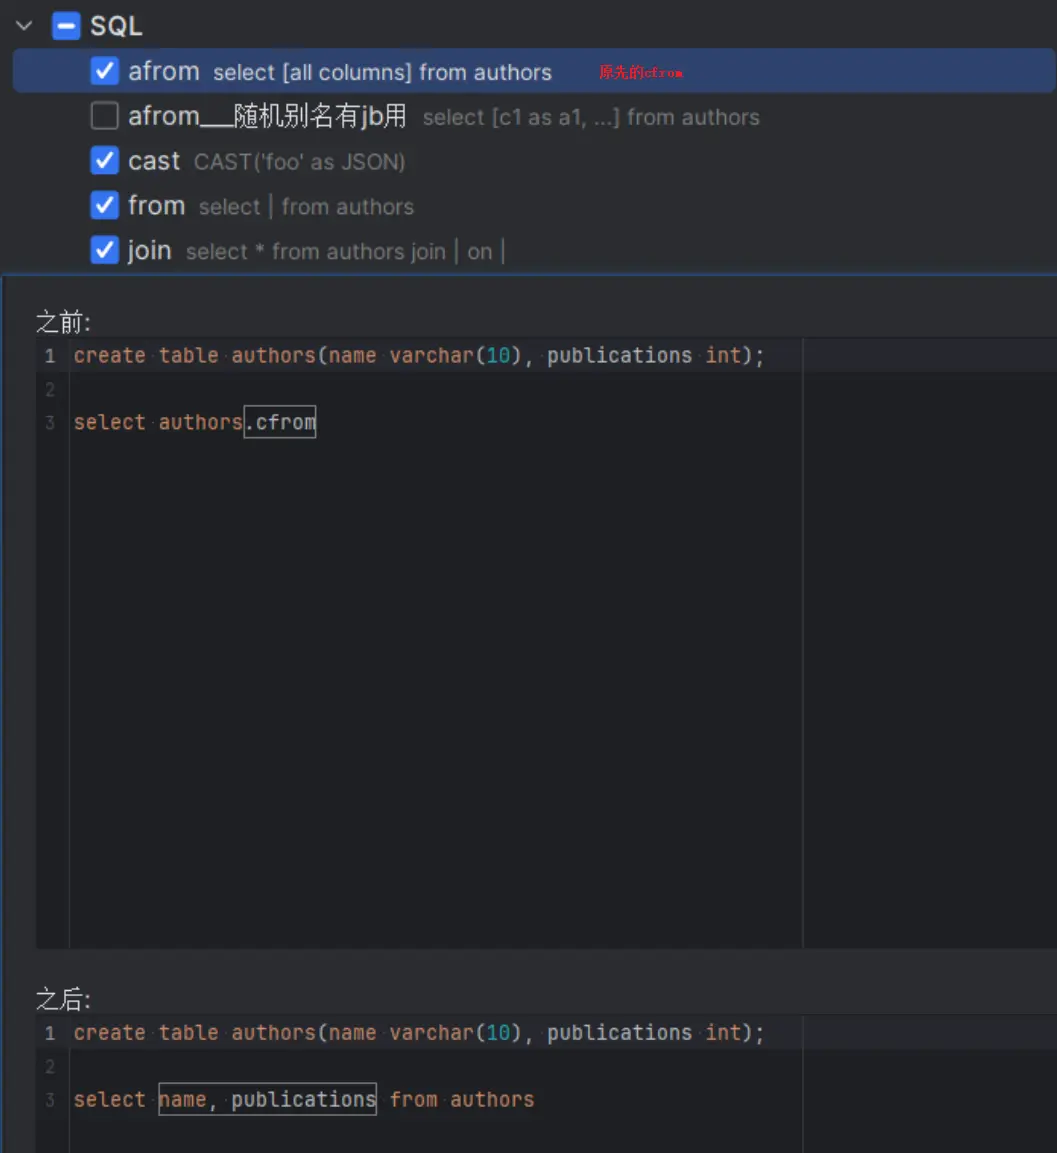 SQL
afrom select [all columns] from authors 原先的cfrom
afrom___随机别名有jb用 select [c1 as a1, ...] from authors
cast CAST('foo' as JSON)
from select | from authors
join select * from authors join | on |
之前:
1 create table authors(name varchar(10), publications int);
2
3 select authors.cfrom
之后:
1 create table authors(name varchar(10), publications int);
2
3 select name, publications from authors